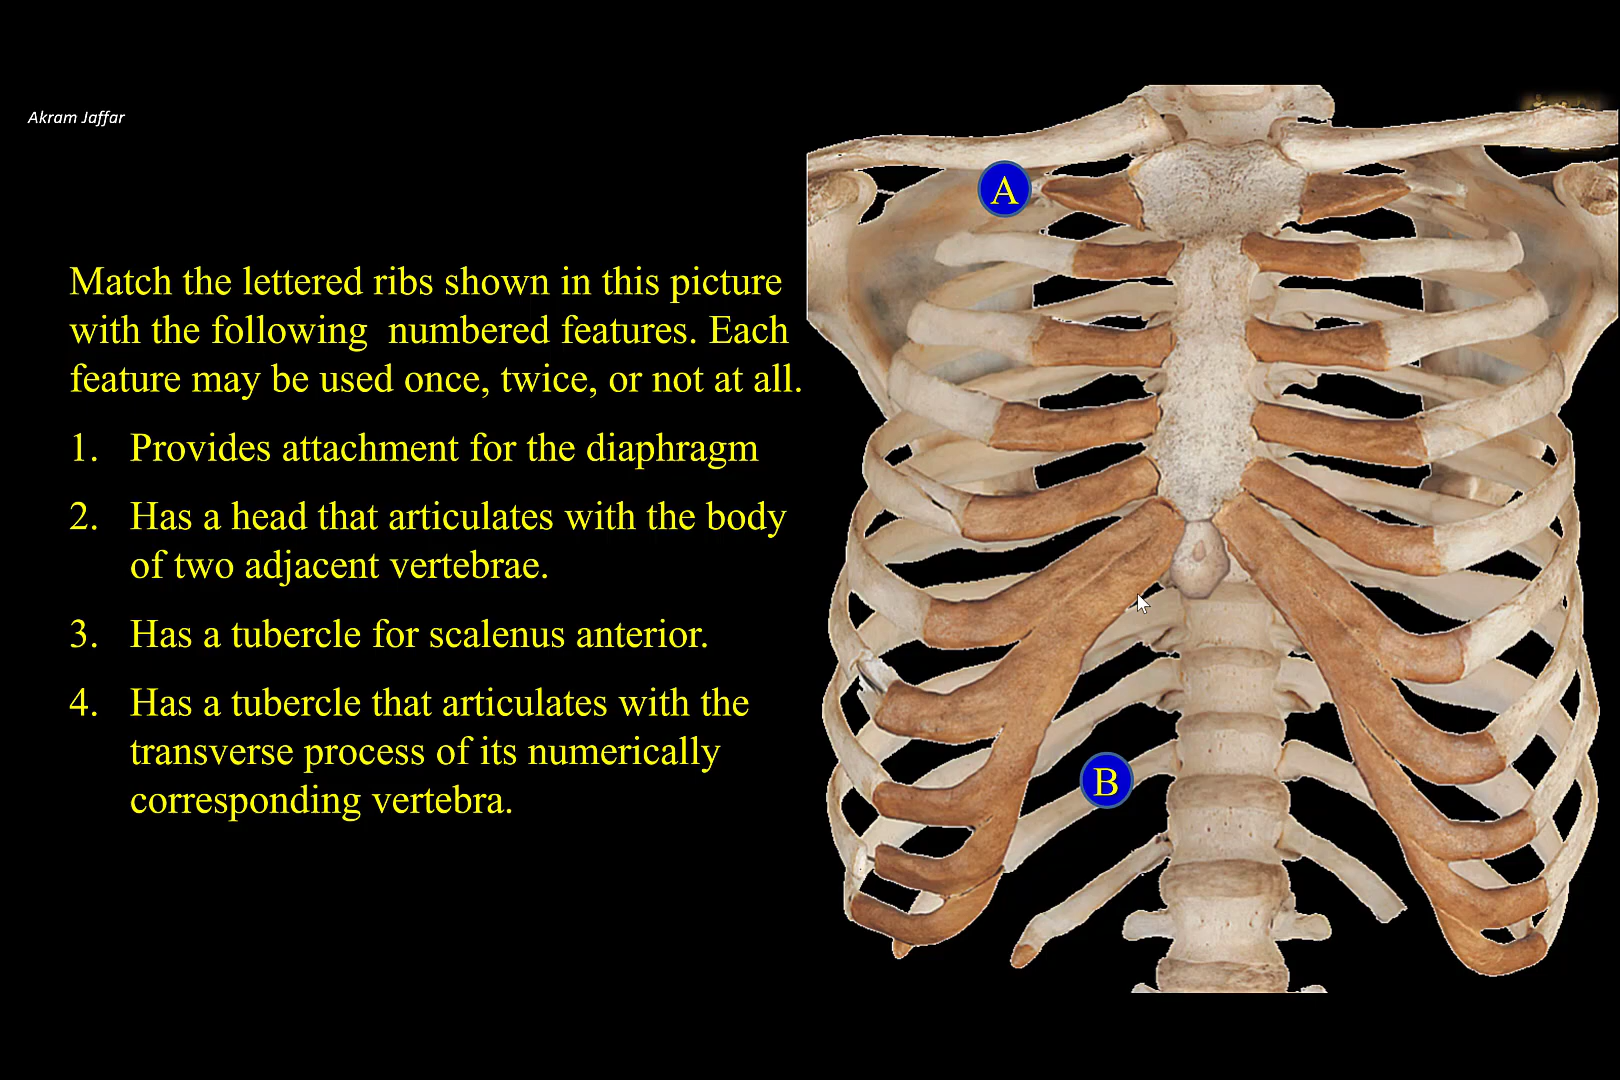 Akram Jaffar
A
Match the lettered ribs shown in this picture
with the following  numbered features. Each
feature may be used once, twice, or not at all.
1. Provides attachment for the diaphragm
2. Has a head that articulates with the body
of two adjacent vertebrae.
3. Has a tubercle for scalenus anterior.
4. Has a tubercle that articulates with the
transverse process of its numerically
corresponding vertebra.
B